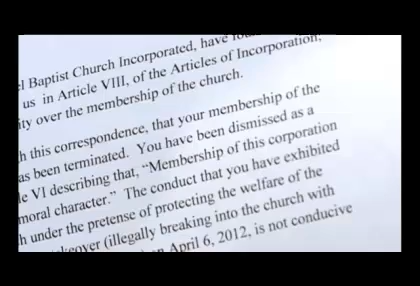 l Baptist Church Incorporated, have
us in Article VIII, of the Articles of Incorporation,
ity over the membership of the church.
h this correspondence, that your membership of the
as been terminated. You have been dismissed as a
e VI describing that, “Membership of this corporation
moral character.” The conduct that you have exhibited
h under the pretense of protecting the welfare of the
keover (illegally breaking into the church with
April 6, 2012, is not conducive